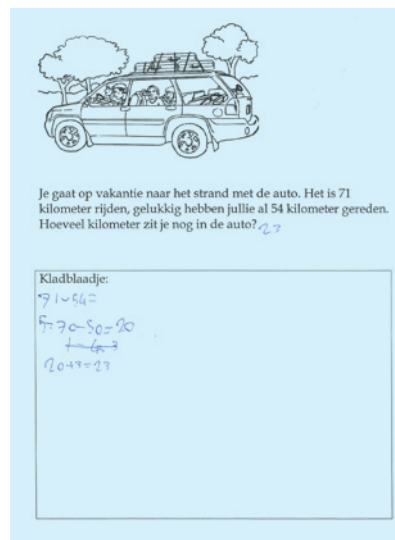 Je gaat op vakantie naar het strand met de auto. Het is 71
kilometer rijden, gelukkig hebben jullie al 54 kilometer gereden.
Hoeveel kilometer zit je nog in de auto? 23
Kladblaadje:
71-54=
70-50=20
20+3=23